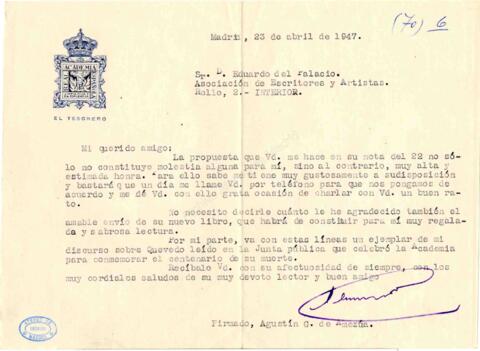 Madrid, 23 de abril de 1947.
(70) 6
REAL ACADEMIA ESPAÑOLA
EL TESORERO
Sr. D. Eduardo del Palacio.
Asociación de Escritores y Artistas.
Rollo, 2.- INTERIOR.
Mi querido amigo:
La propuesta que Vd. me hace en su nota del 22 no só-
lo no constituye molestia alguna para mí, sino al contrario, muy alta y
estimada honra. Para ello sabe me tiene muy gustosamente a sudisposición
y bastará que un día me llame Vd. por teléfono para que nos pongamos de
acuerdo y me dé Vd. con ello grata ocasión de charlar con Vd. un buen ra-
to.
No necesito decirle cuánto le hs agradecido también el
amable envío de su nuevo libro, que habrá de constituir para mí muy regala-
da y sabrosa lectura.
Por mi parte, va con estas líneas un ejemplar de mi
discurso sobre Quevedo leído en la Junta pública que celebró la Academia
para conmemorar el centenario de su muerte.
Recíbalo Vd. con su afectuosidad de siempre, con los
muy cordiales saludos de su muy devoto lector y buen amigo
Firmado, Agustín G. de Amezúa.